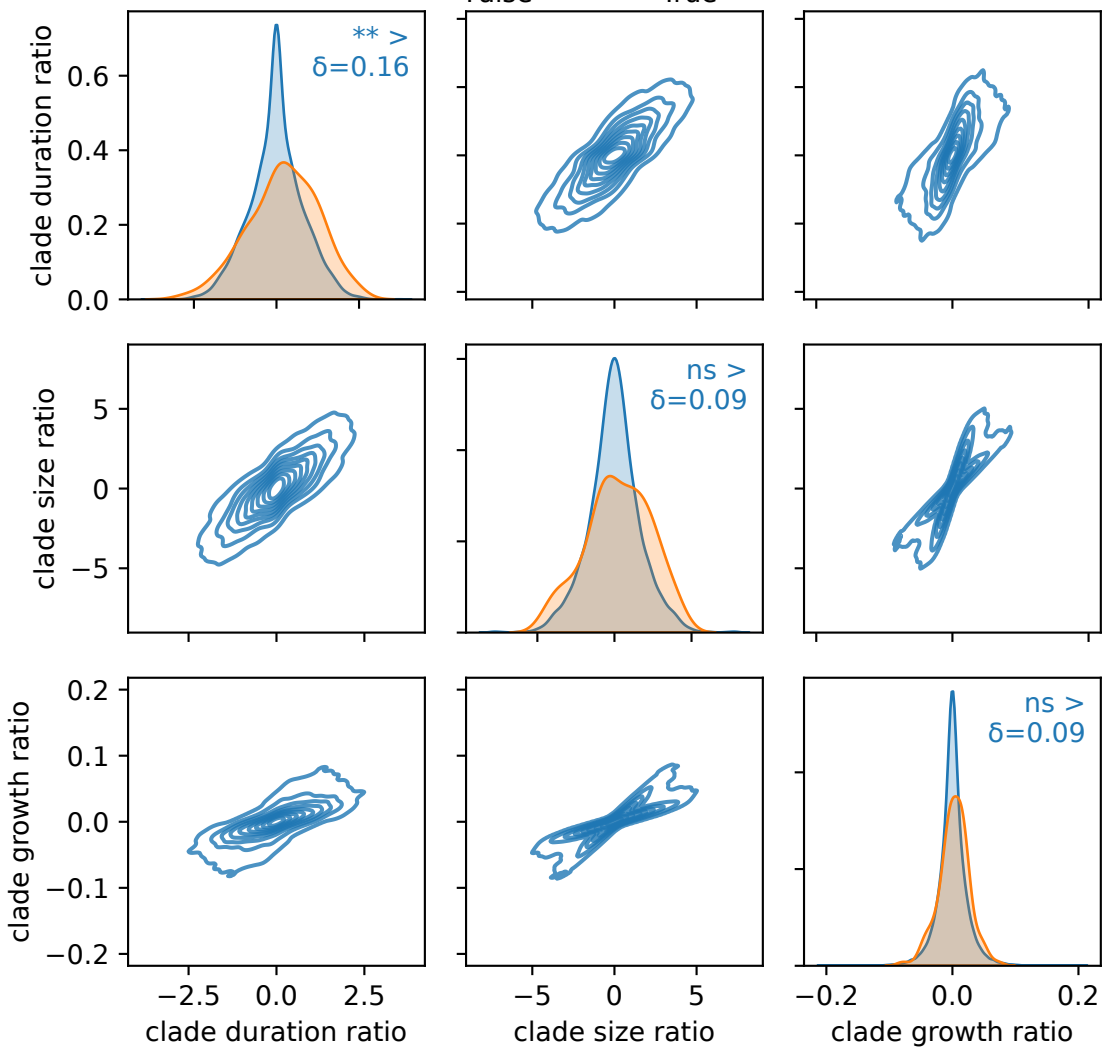 False True
clade duration ratio
0.6
0.4
0.2
0.0
** >
δ=0.16
clade size ratio
5
0
−5
ns >
δ=0.09
clade growth ratio
0.2
0.1
0.0
−0.1
−0.2
ns >
δ=0.09
−2.5 0.0 2.5
−5 0 5
−0.2 0.0 0.2
clade duration ratio
clade size ratio
clade growth ratio